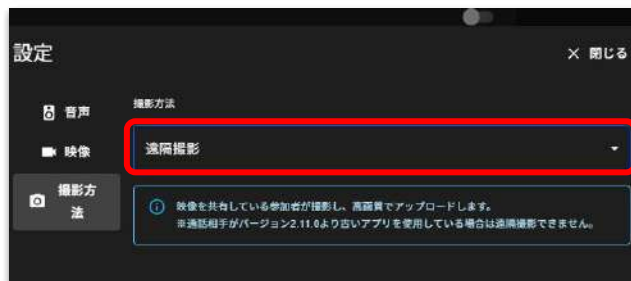 設定
× 閉じる
音声
映像
撮影方
法
撮影方法
遠隔撮影
映像を共有している参加者が撮影し、高画質でアップロードします。
※通話相手がバージョン2.11.0より古いアプリを使用している場合は遠隔撮影できません。